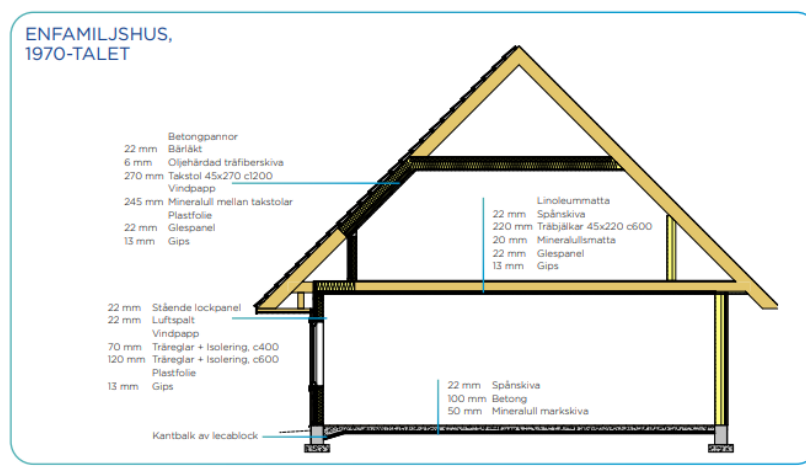 ENFAMILJSHUS,
1970-TALET
Betongpannor
22 mm Bärläkt
6 mm Oljehärdad träfiberskiva
270 mm Takstol 45x270 c1200
Vindpapp
245 mm Mineralull mellan takstolar
Plastfolie
22 mm Glespanel
13 mm Gips
Linoleummatta
22 mm Spånskiva
220 mm Träbjälkar 45x220 c600
20 mm Mineralullsmatta
22 mm Glespanel
13 mm Gips
22 mm Stående lockpanel
22 mm Luftspalt
Vindpapp
70 mm Träreglar + Isolering, c400
120 mm Träreglar + Isolering, c600
Plastfolie
13 mm Gips
22 mm Spånskiva
100 mm Betong
50 mm Mineralull markskiva
Kantbalk av lecablock